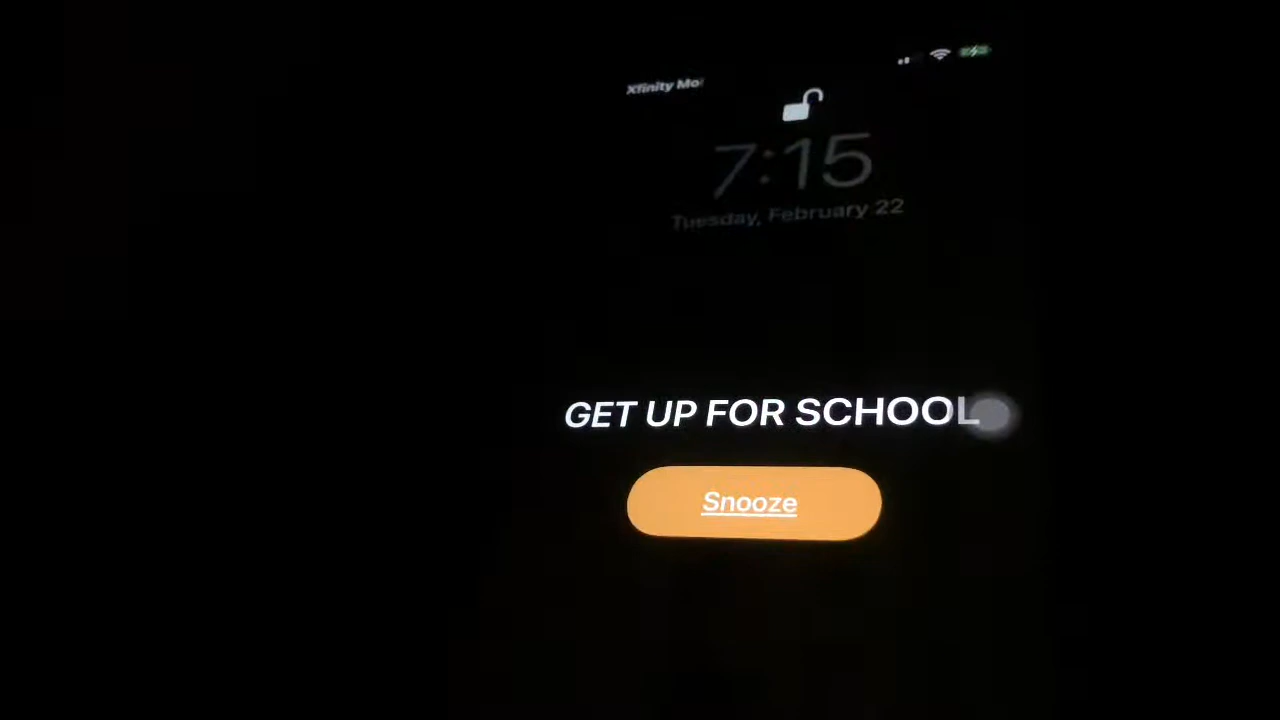 Xfinity Mo
7:15
Tuesday, February 22
GET UP FOR SCHOOL
Snooze